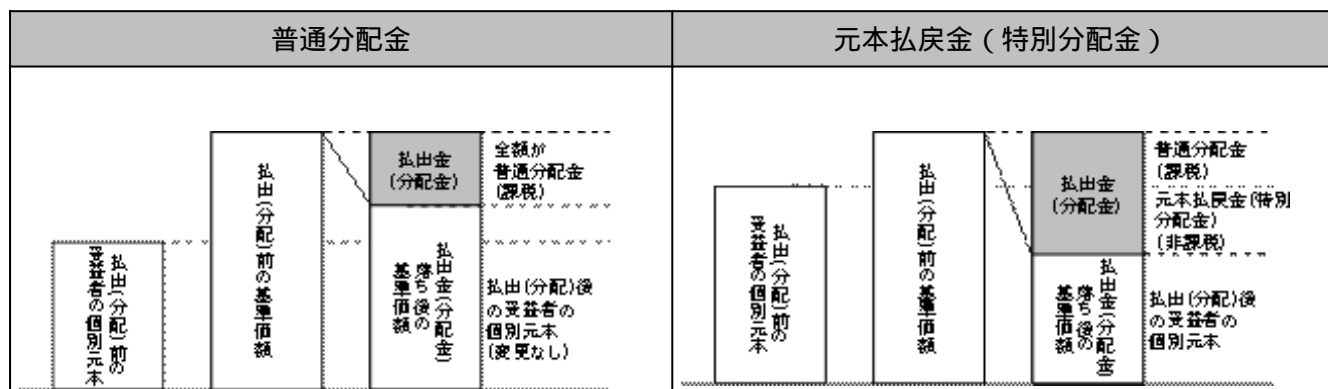 普通分配金
元本払戻金（特別分配金）
払出(分配)前の
受益者の個別元本
払出(分配)前の基準価額
払出金
(分配金)
払出金(分配金)
落ち後の
基準価額
全額が
普通分配金
(課税)
払出(分配)後
の受益者の
個別元本
(変更なし)
払出(分配)前の
受益者の個別元本
払出(分配)前の基準価額
払出金
(分配金)
払出金(分配金)
落ち後の
基準価額
普通分配金
(課税)
元本払戻金(特別
分配金)
(非課税)
払出(分配)後
の受益者の
個別元本